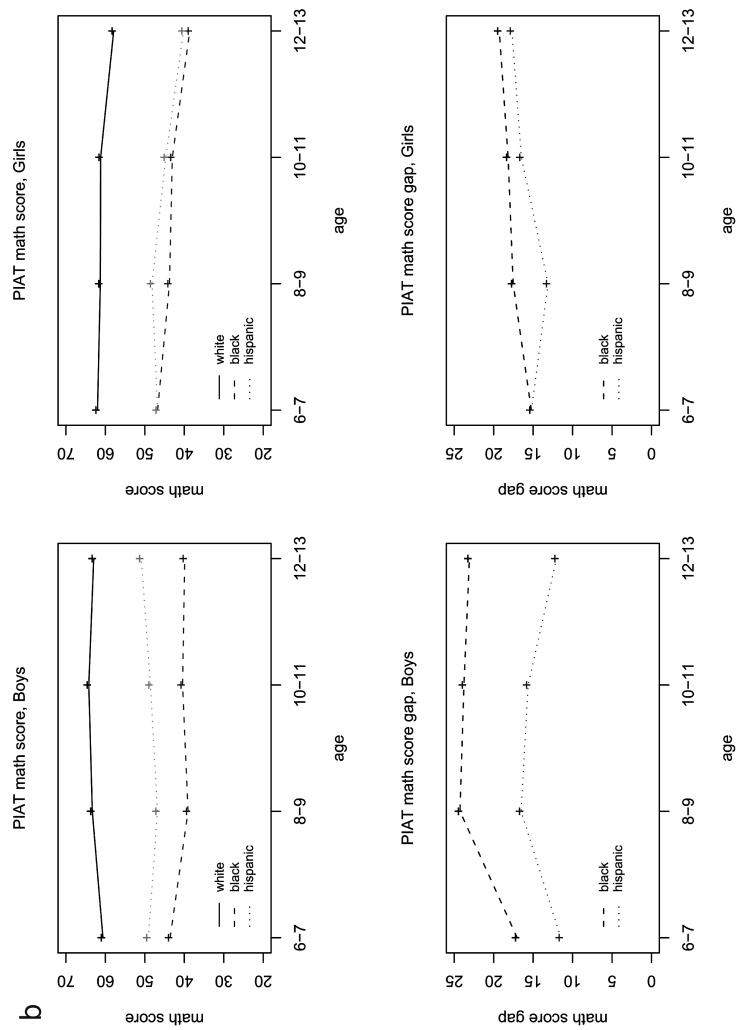 b
PIAT math score, Boys
math score
70
60
50
40
30
20
white
black
hispanic
6–7
8–9
10–11
12–13
age
PIAT math score, Girls
math score
70
60
50
40
30
20
white
black
hispanic
6–7
8–9
10–11
12–13
age
PIAT math score gap, Boys
math score gap
25
20
15
10
5
0
black
hispanic
6–7
8–9
10–11
12–13
age
PIAT math score gap, Girls
math score gap
25
20
15
10
5
0
black
hispanic
6–7
8–9
10–11
12–13
age